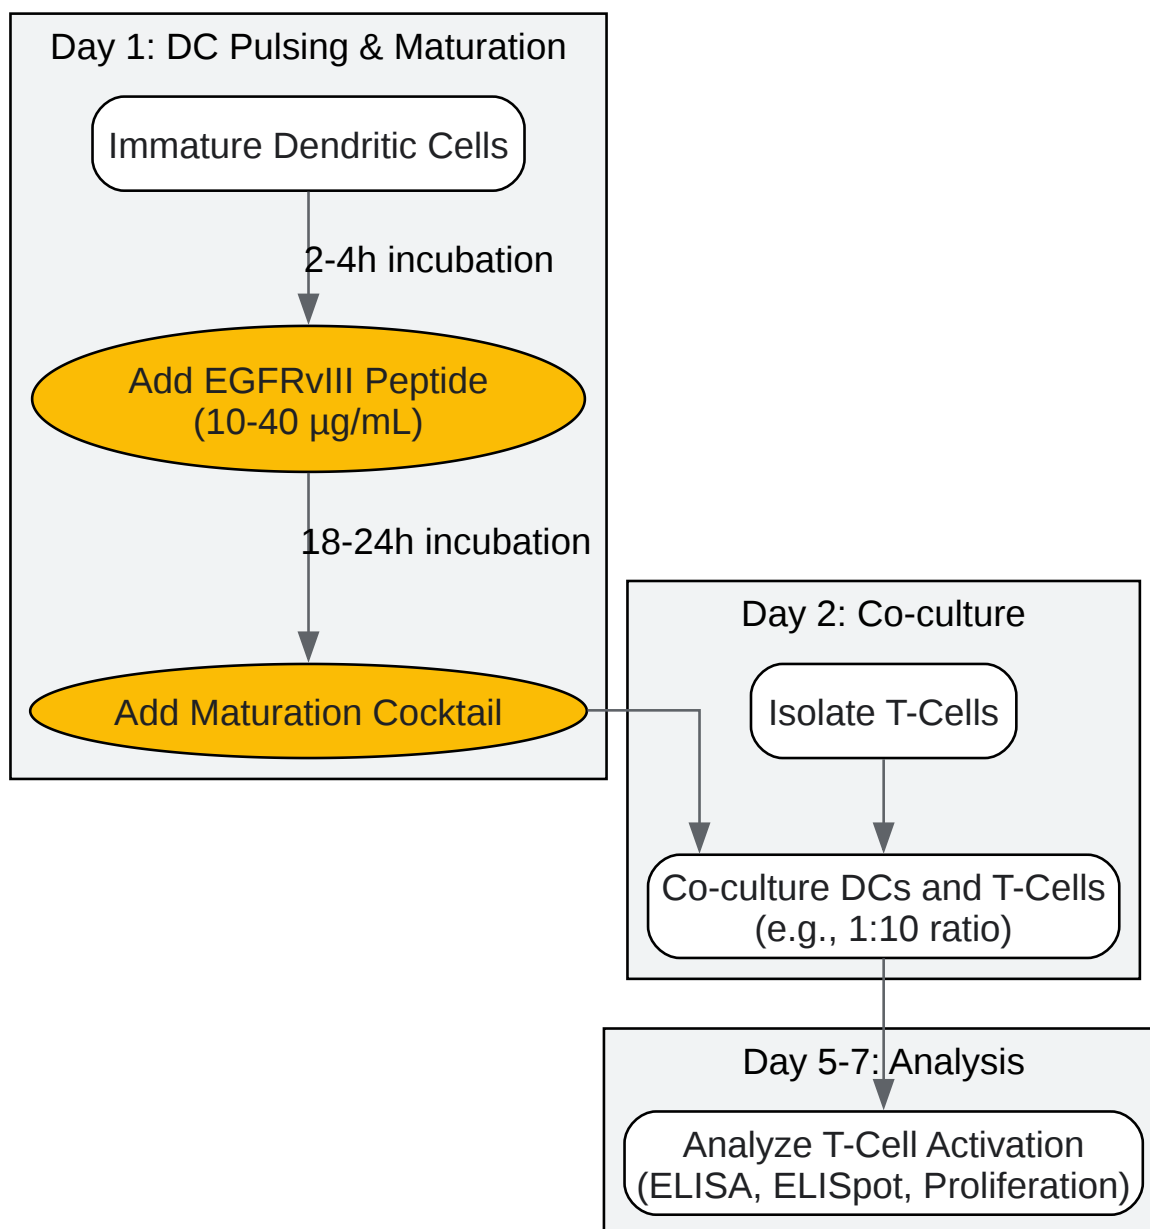 Day 1: DC Pulsing & Maturation
Immature Dendritic Cells
2-4h incubation
Add EGFRvIII Peptide
(10-40 µg/mL)
18-24h incubation
Add Maturation Cocktail
Day 2: Co-culture
Isolate T-Cells
Co-culture DCs and T-Cells
(e.g., 1:10 ratio)
Day 5-7: Analysis
Analyze T-Cell Activation
(ELISA, ELISpot, Proliferation)